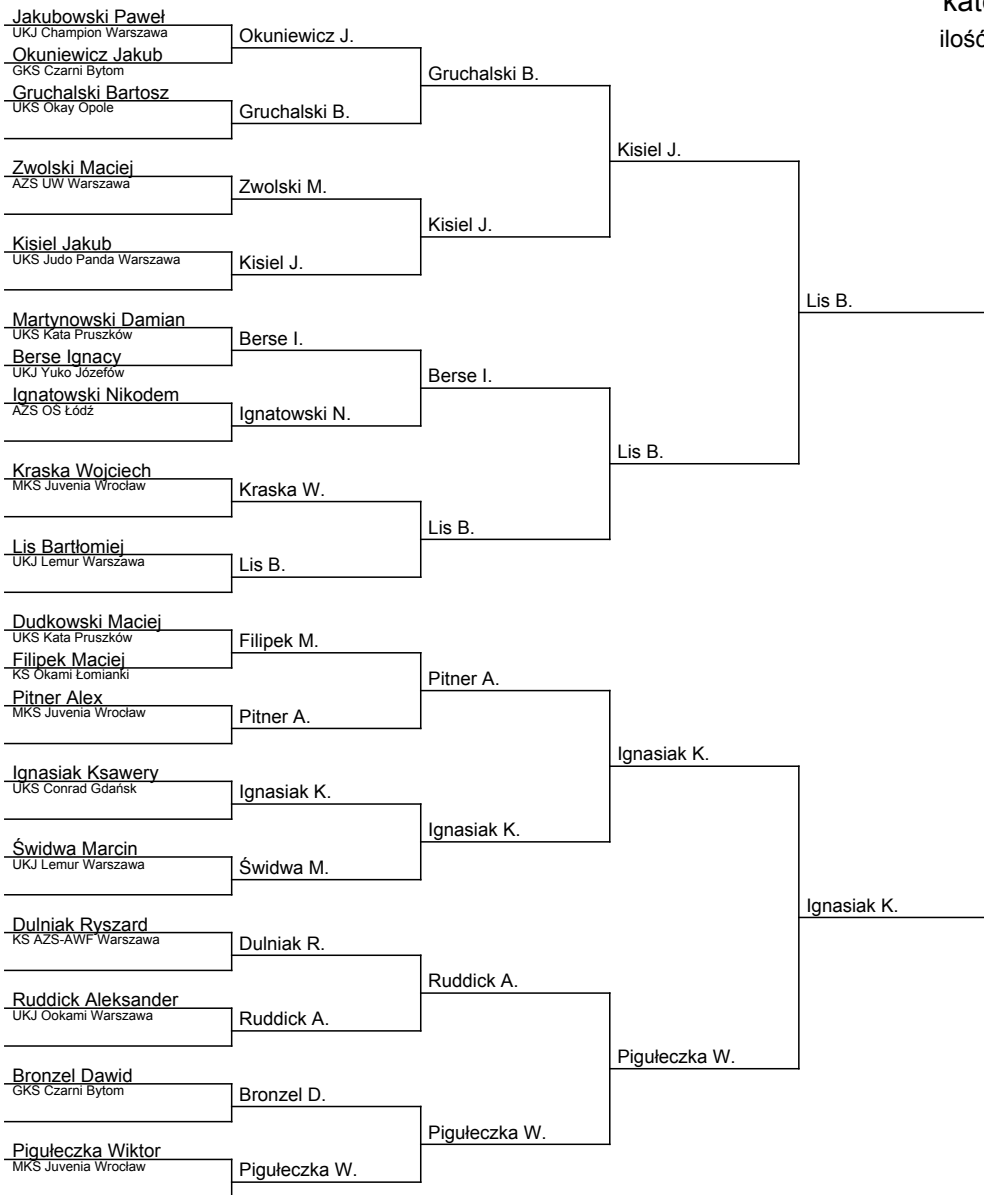 kat
ilość
Jakubowski Paweł
UKJ Champion Warszawa
Okuniewicz Jakub
GKS Czarni Bytom
Gruchalski Bartosz
UKS Okay Opole
Zwolski Maciej
AZS UW Warszawa
Kisiel Jakub
UKS Judo Panda Warszawa
Martynowski Damian
UKS Kata Pruszków
Berse Ignacy
UKJ Yuko Józefów
Ignatowski Nikodem
AZS OŚ Łódź
Kraska Wojciech
MKS Juvenia Wrocław
Lis Bartłomiej
UKJ Lemur Warszawa
Dudkowski Maciej
UKS Kata Pruszków
Filipek Maciej
KS Okami Łomianki
Pitner Alex
MKS Juvenia Wrocław
Ignasiak Ksawery
UKS Conrad Gdańsk
Świdwa Marcin
UKJ Lemur Warszawa
Dulniak Ryszard
KS AZS-AWF Warszawa
Ruddick Aleksander
UKJ Ookami Warszawa
Bronzel Dawid
GKS Czarni Bytom
Pigułeczka Wiktor
MKS Juvenia Wrocław
Okuniewicz J.
Gruchalski B.
Zwolski M.
Kisiel J.
Berse I.
Ignatowski N.
Kraska W.
Lis B.
Filipek M.
Pitner A.
Ignasiak K.
Świdwa M.
Dulniak R.
Ruddick A.
Bronzel D.
Pigułeczka W.
Gruchalski B.
Kisiel J.
Berse I.
Lis B.
Pitner A.
Ignasiak K.
Ruddick A.
Pigułeczka W.
Kisiel J.
Lis B.
Ignasiak K.
Pigułeczka W.
Lis B.
Ignasiak K.